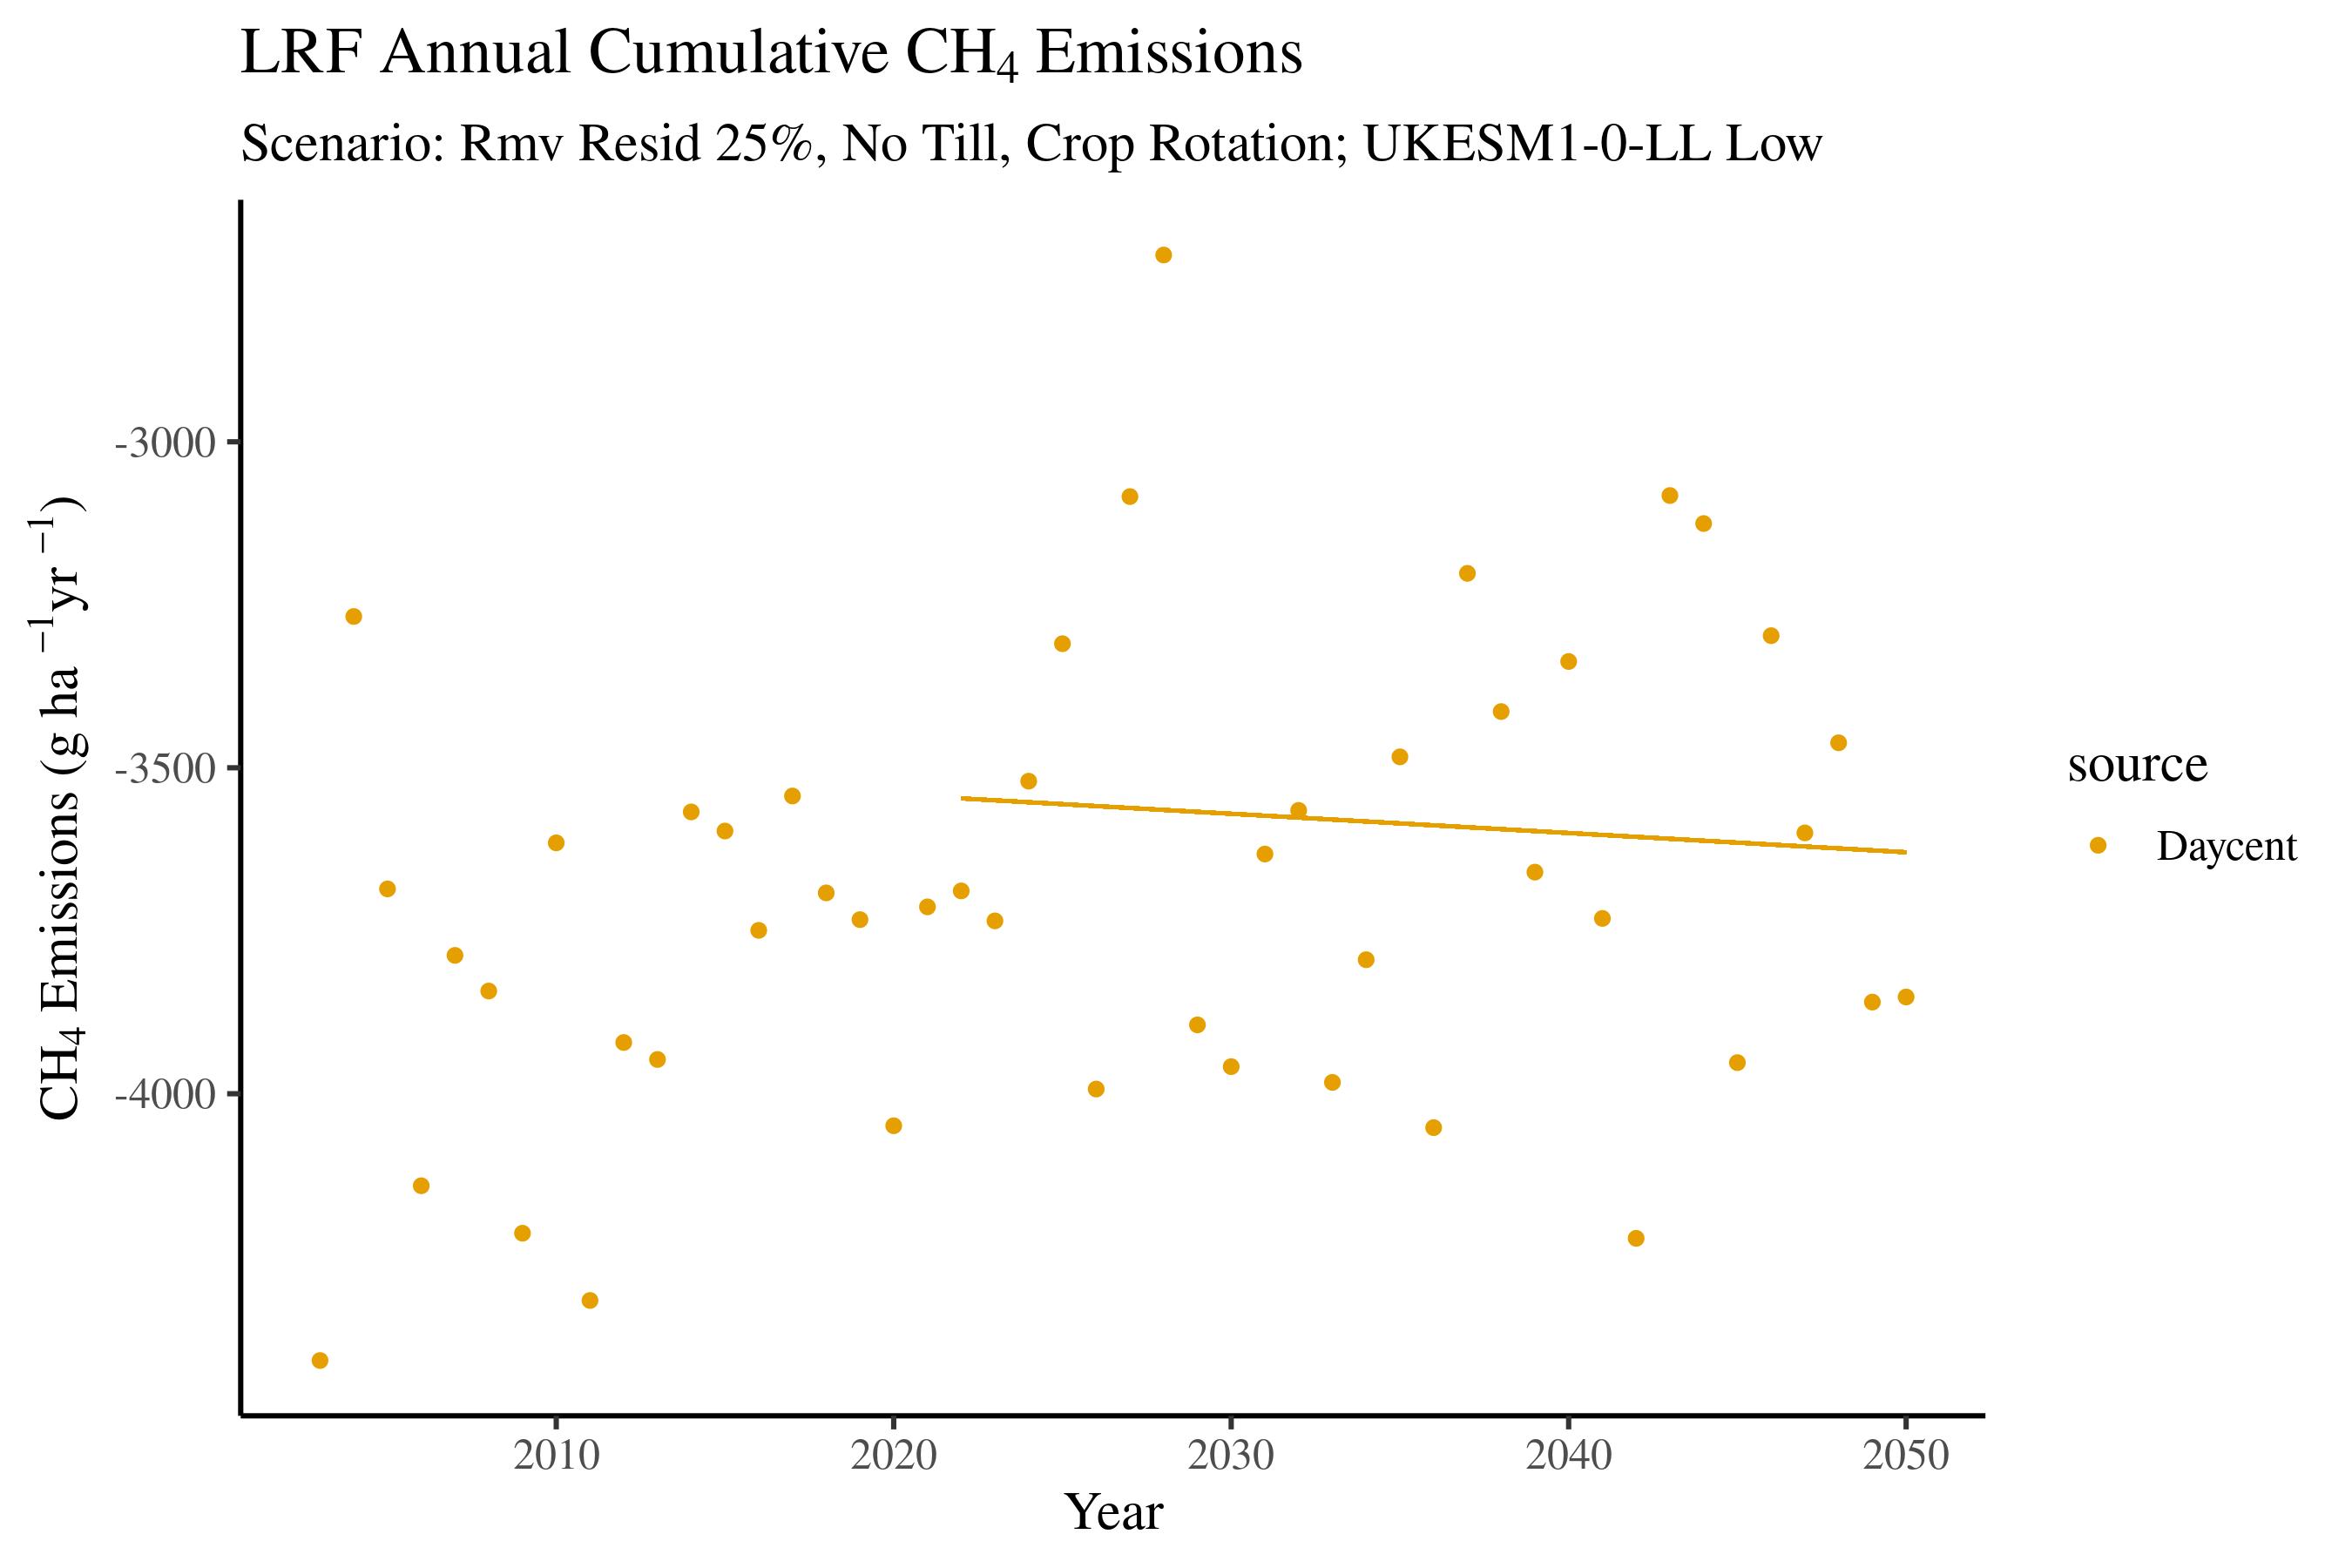 LRF Annual Cumulative CH₄ Emissions
Scenario: Rmv Resid 25%, No Till, Crop Rotation; UKESM1-0-LL Low
CH₄ Emissions (g ha ⁻¹yr ⁻¹)
-3000
-3500
-4000
2010
2020
2030
2040
2050
Year
source
Daycent